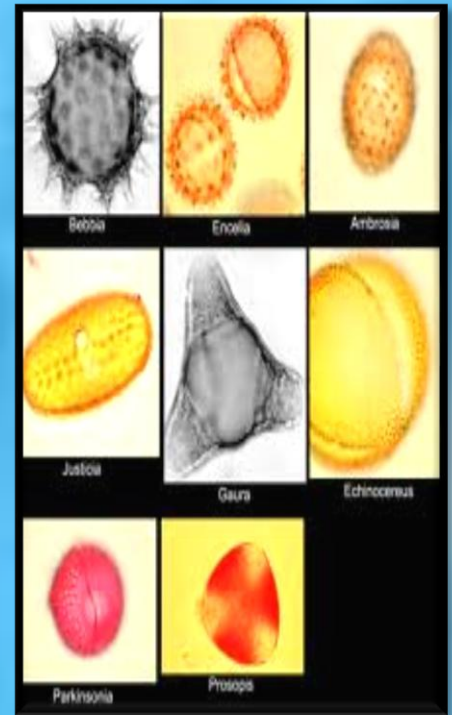 Bebbia
Encelia
Ambrosia
Justicia
Gaura
Echinocereus
Parkinsonia
Prosopis